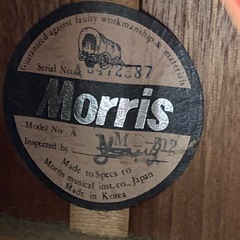 Guaranteed against faulty workmanship & materials
Serial No.
Morris
Model No. A
M
Inspected by
Made to Specs to
Morris musical inst. co., Japan
Made in Korea